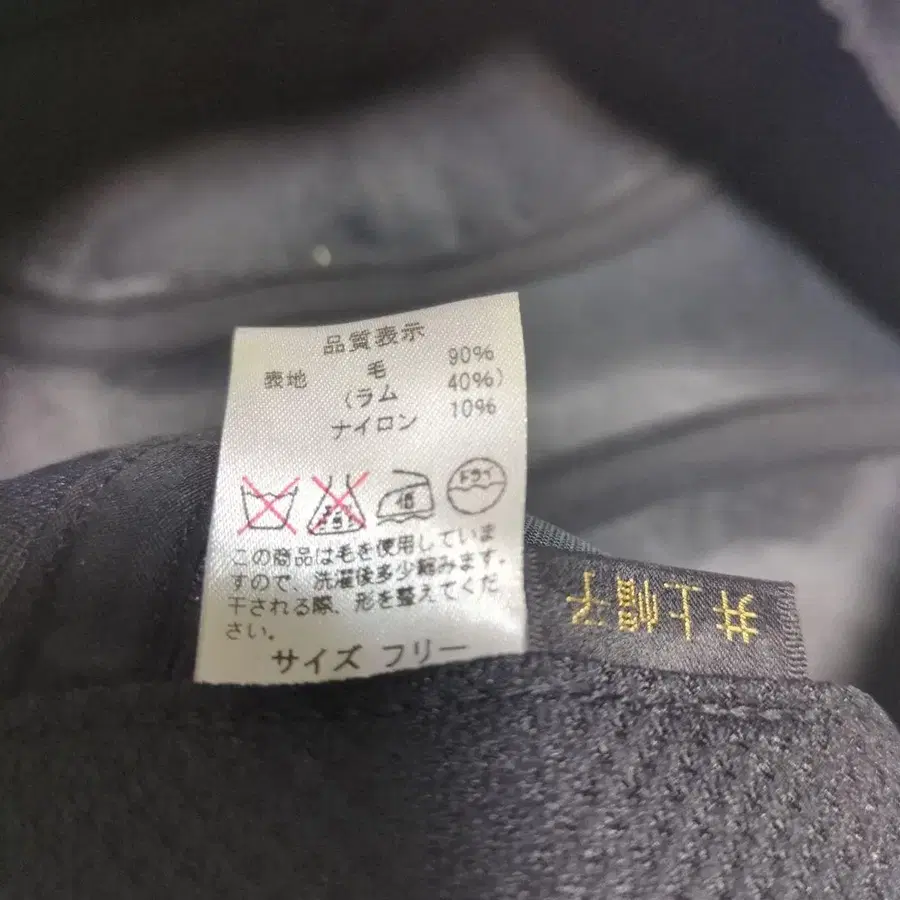 品質表示
表地 毛 90%
(ラム 40%)
ナイロン 10%
ドライ
この商品は毛を使用していま
すので、洗濯後多少縮みます。
干される際、形を整えてくだ
さい。
サイズ フリー
井上帽子